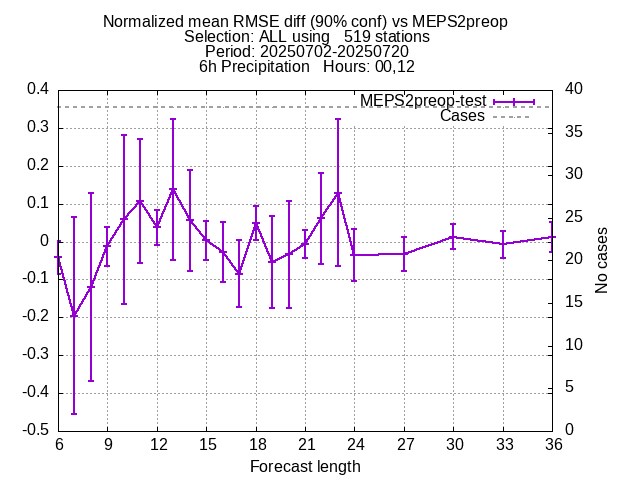 Normalized mean RMSE diff (90% conf) vs MEPS2preop
Selection: ALL using   519 stations
Period: 20250702-20250720
6h Precipitation   Hours: 00,12
MEPS2preop-test
Cases
0.4
0.3
0.2
0.1
0
-0.1
-0.2
-0.3
-0.4
-0.5
40
35
30
25
20
15
10
5
0
No cases
6 9 12 15 18 21 24 27 30 33 36
Forecast length